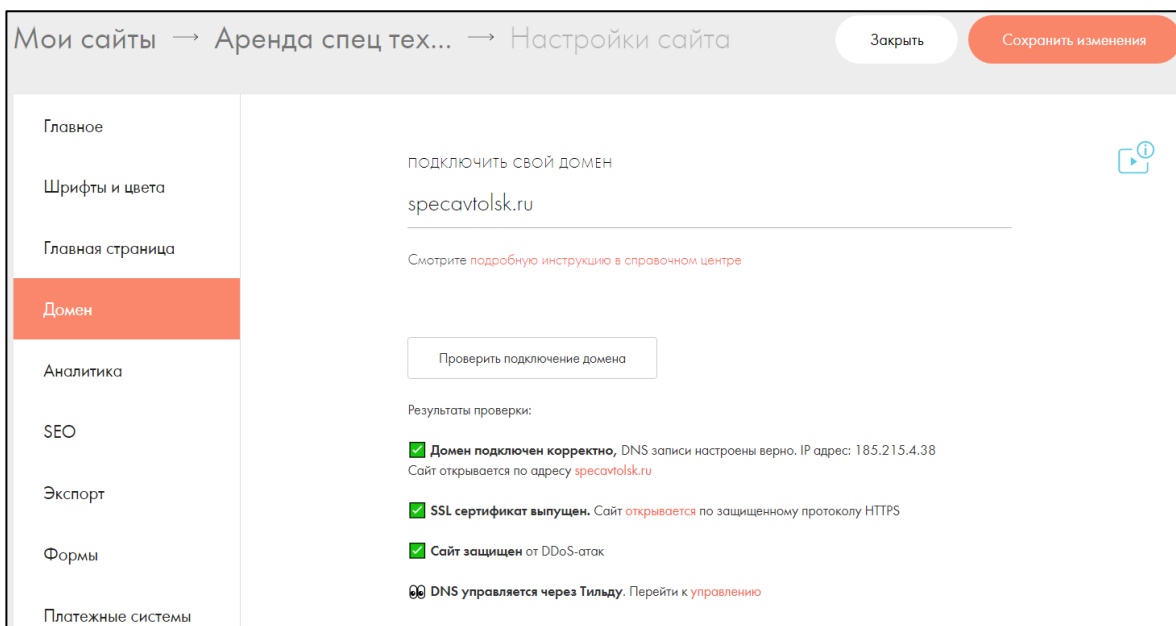 Мои сайты → Аренда спец тех... → Настройки сайта
Закрыть
Сохранить изменения
Главное
Шрифты и цвета
Главная страница
Домен
Аналитика
SEO
Экспорт
Формы
Платежные системы
ПОДКЛЮЧИТЬ СВОЙ ДОМЕН
specavtolsk.ru
Смотрите подробную инструкцию в справочном центре
Проверить подключение домена
Результаты проверки:
✅ Домен подключен корректно, DNS записи настроены верно. IP адрес: 185.215.4.38
Сайт открывается по адресу specavtolsk.ru
✅ SSL сертификат выпущен. Сайт открывается по защищенному протоколу HTTPS
✅ Сайт защищен от DDoS-атак
👀 DNS управляется через Тильду. Перейти к управлению